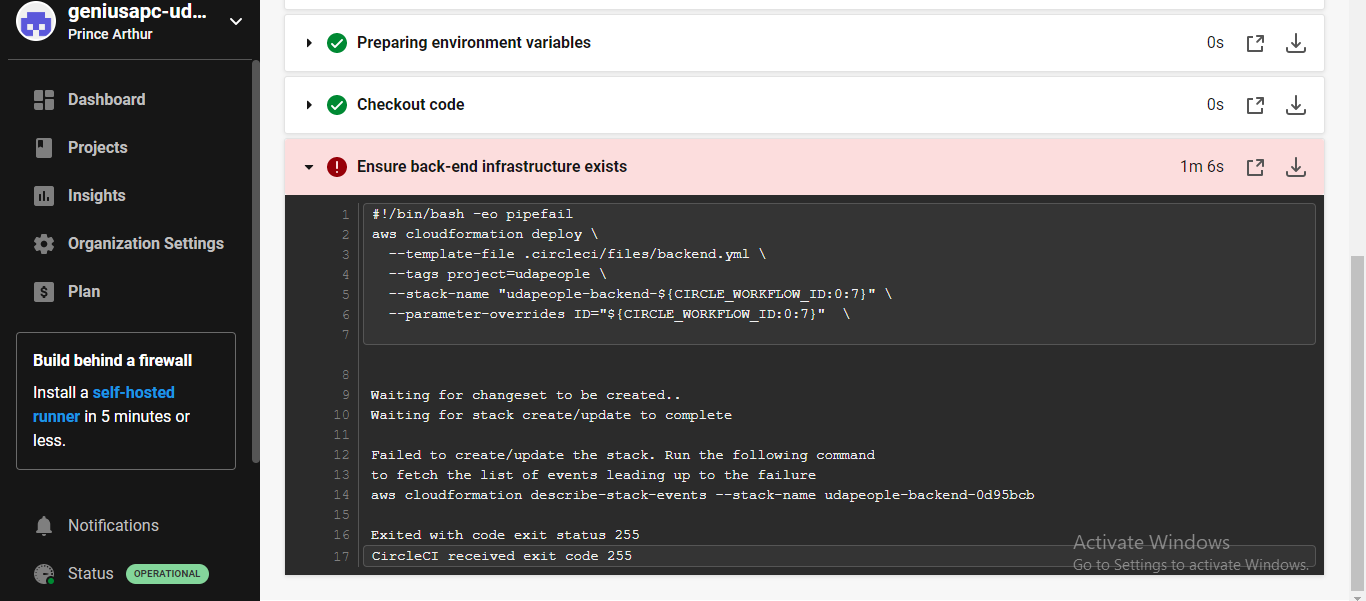 geniusapc-ud...
Prince Arthur
Dashboard
Projects
Insights
Organization Settings
Plan
Build behind a firewall
Install a self-hosted
runner in 5 minutes or
less.
Notifications
Status OPERATIONAL
Preparing environment variables 0s
Checkout code 0s
Ensure back-end infrastructure exists 1m 6s
1 #!/bin/bash -eo pipefail
2 aws cloudformation deploy \
3 --template-file .circleci/files/backend.yml \
4 --tags project=udapeople \
5 --stack-name "udapeople-backend-${CIRCLE_WORKFLOW_ID:0:7}" \
6 --parameter-overrides ID="${CIRCLE_WORKFLOW_ID:0:7}"  \
7
8
9 Waiting for changeset to be created..
10 Waiting for stack create/update to complete
11
12 Failed to create/update the stack. Run the following command
13 to fetch the list of events leading up to the failure
14 aws cloudformation describe-stack-events --stack-name udapeople-backend-0d95bcb
15
16 Exited with code exit status 255
17 CircleCI received exit code 255
Activate Windows
Go to Settings to activate Windows.